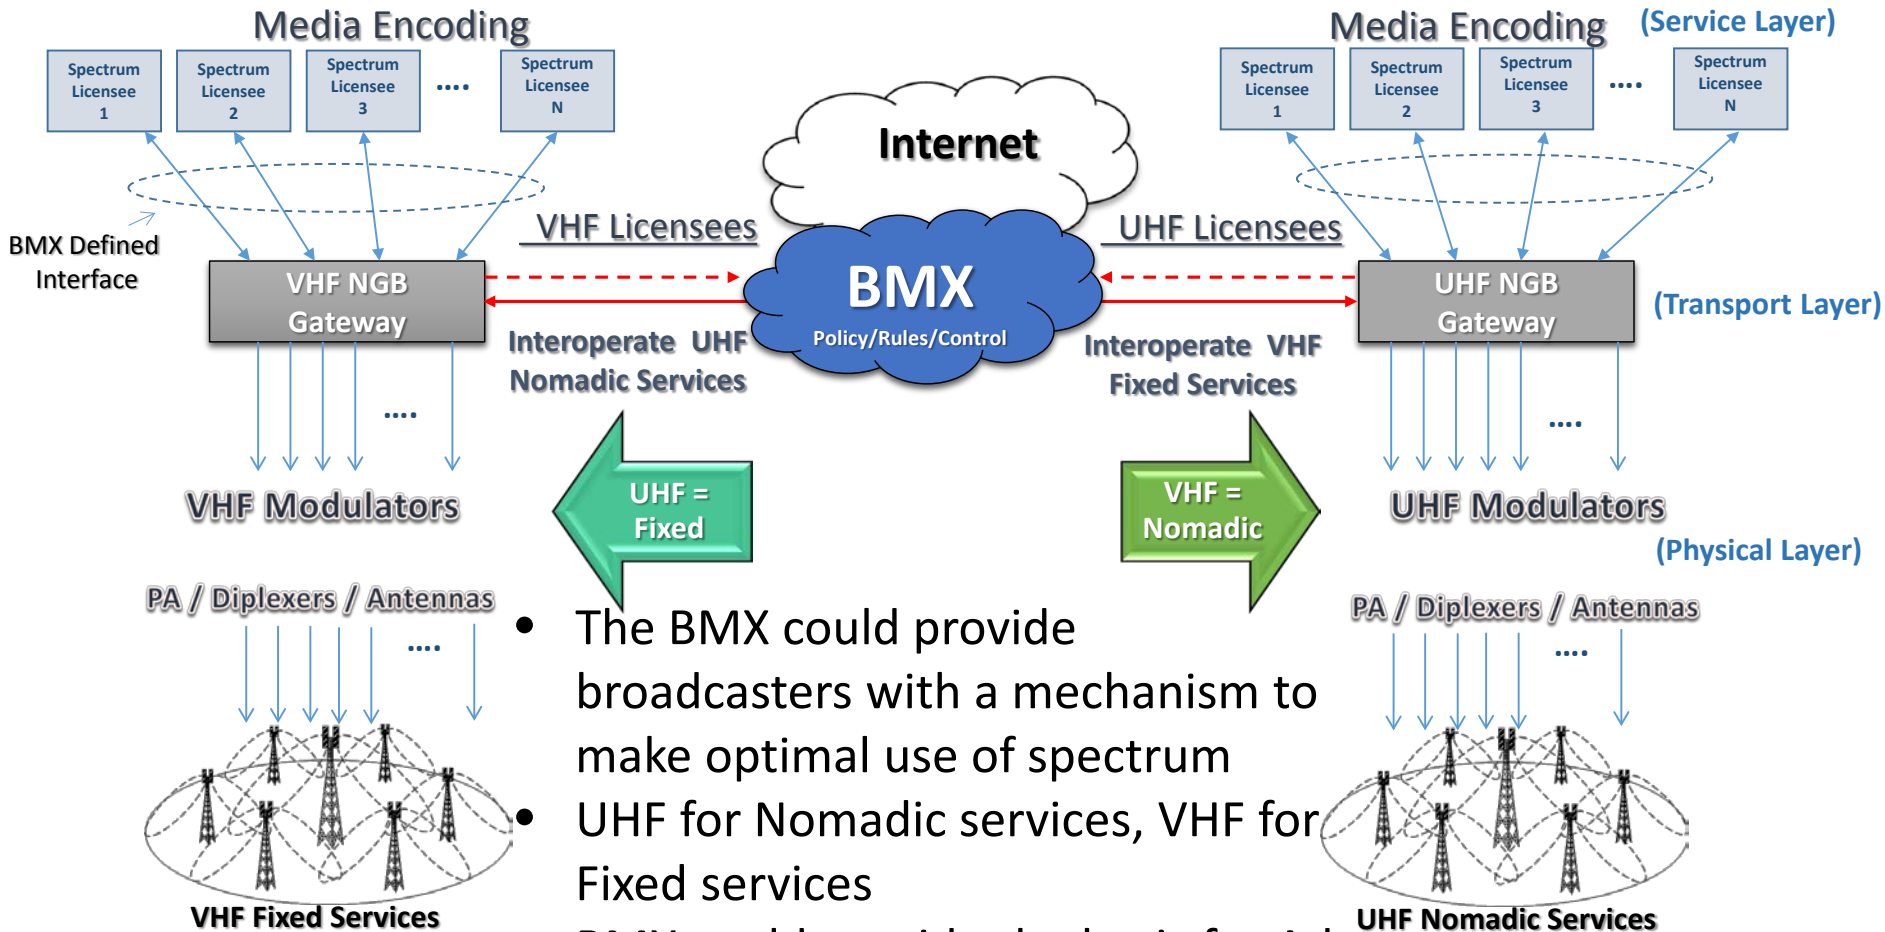 Media Encoding
Spectrum
Licensee
1
Spectrum
Licensee
2
Spectrum
Licensee
3
....
Spectrum
Licensee
N
BMX Defined
Interface
VHF NGB
Gateway
....
VHF Modulators
PA / Diplexers / Antennas
....
VHF Fixed Services
Internet
VHF Licensees
UHF Licensees
BMX
Policy/Rules/Control
Interoperate UHF
Nomadic Services
Interoperate VHF
Fixed Services
UHF =
Fixed
VHF =
Nomadic
• The BMX could provide
broadcasters with a mechanism to
make optimal use of spectrum
• UHF for Nomadic services, VHF for
Fixed services
Media Encoding
(Service Layer)
Spectrum
Licensee
1
Spectrum
Licensee
2
Spectrum
Licensee
3
....
Spectrum
Licensee
N
UHF NGB
Gateway
(Transport Layer)
....
UHF Modulators
(Physical Layer)
PA / Diplexers / Antennas
....
UHF Nomadic Services